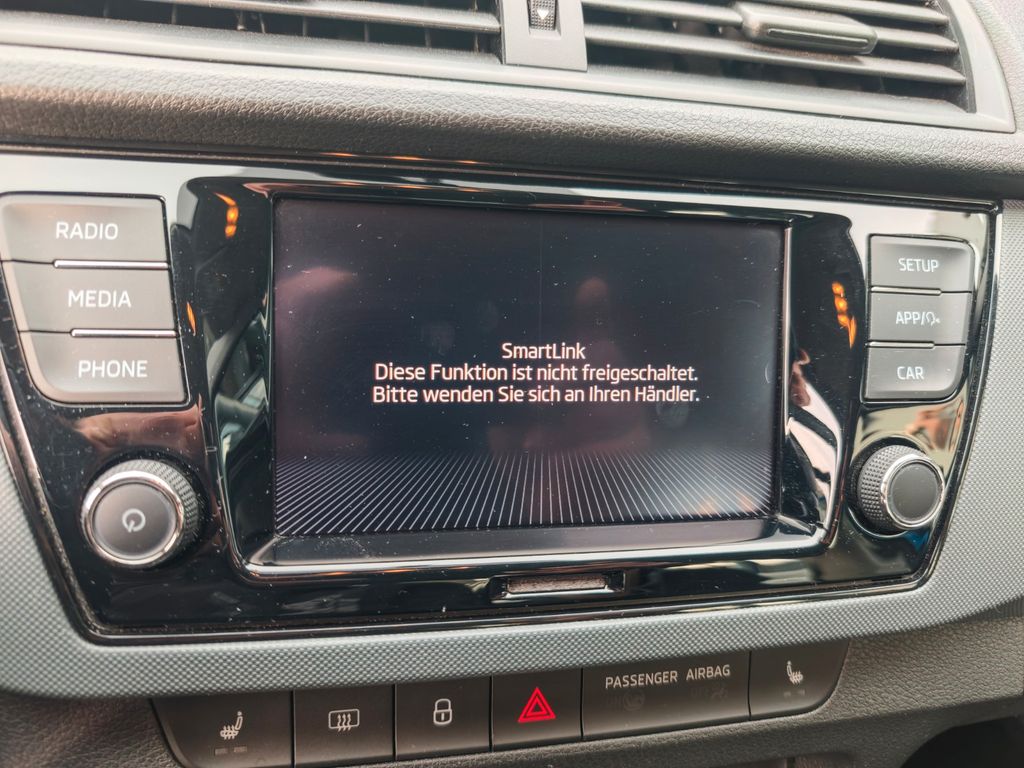 RADIO
MEDIA
PHONE
SmartLink
Diese Funktion ist nicht freigeschaltet.
Bitte wenden Sie sich an Ihren Händler.
SETUP
APP/
CAR
PASSENGER AIRBAG